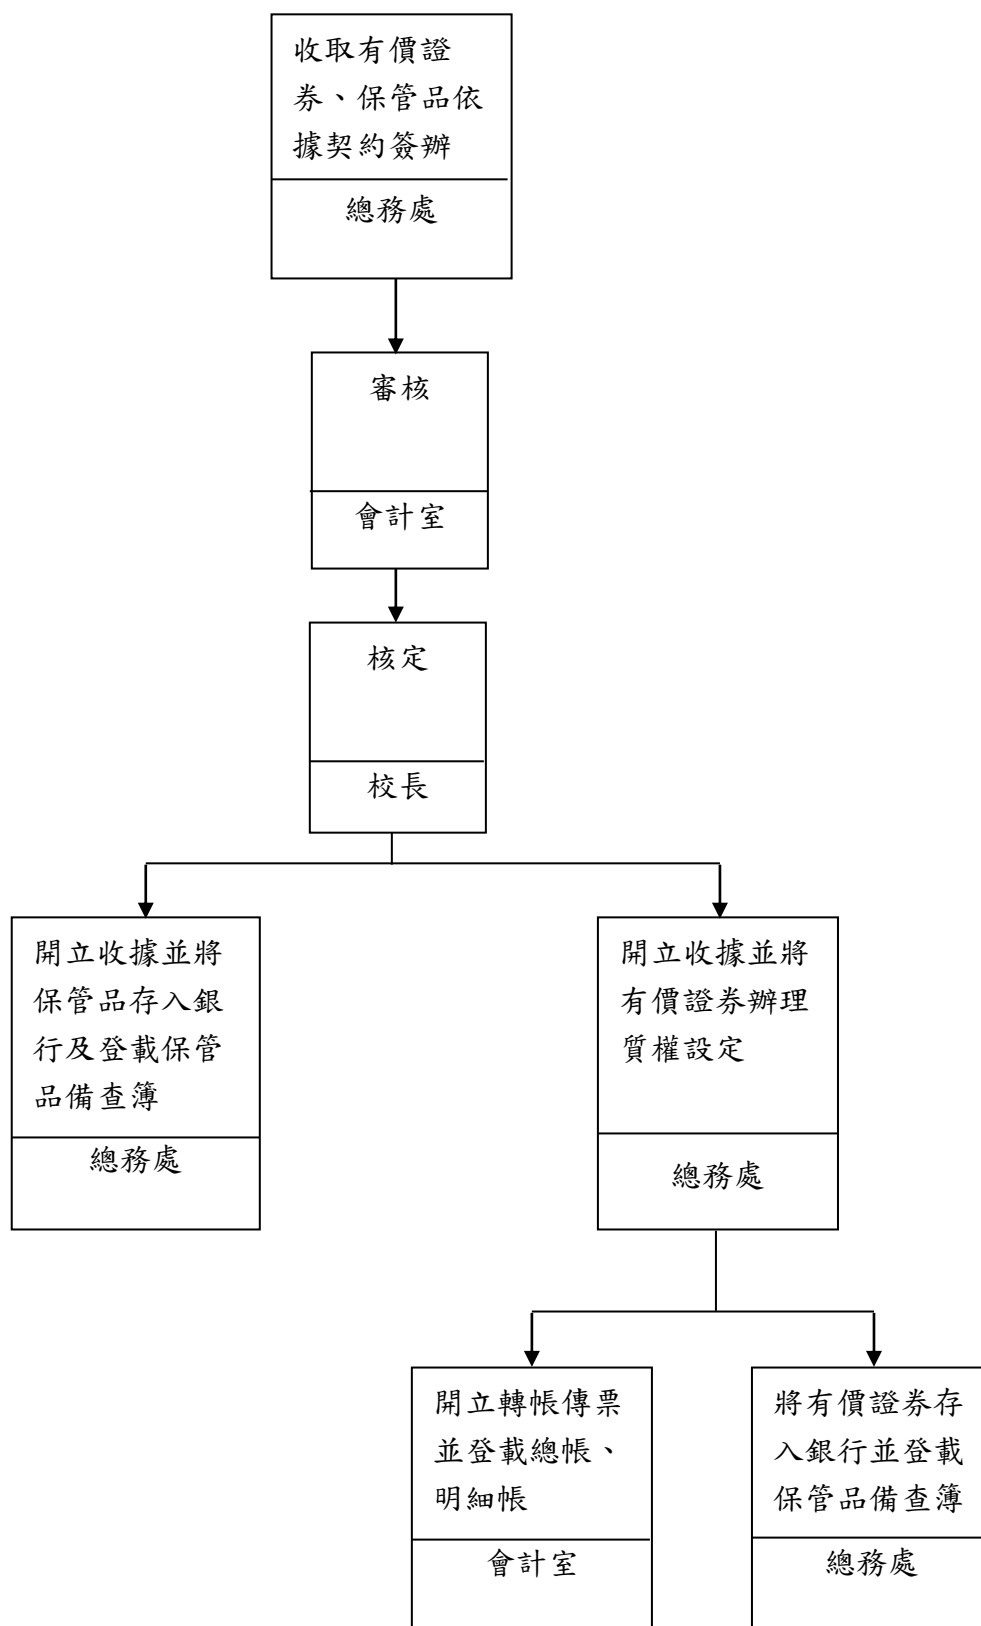 收取有價證
券、保管品依
據契約簽辦
總務處
審核
會計室
核定
校長
開立收據並將
保管品存入銀
行及登載保管
品備查簿
總務處
開立收據並將
有價證券辦理
質權設定
總務處
開立轉帳傳票
並登載總帳、
明細帳
會計室
將有價證券存
入銀行並登載
保管品備查簿
總務處